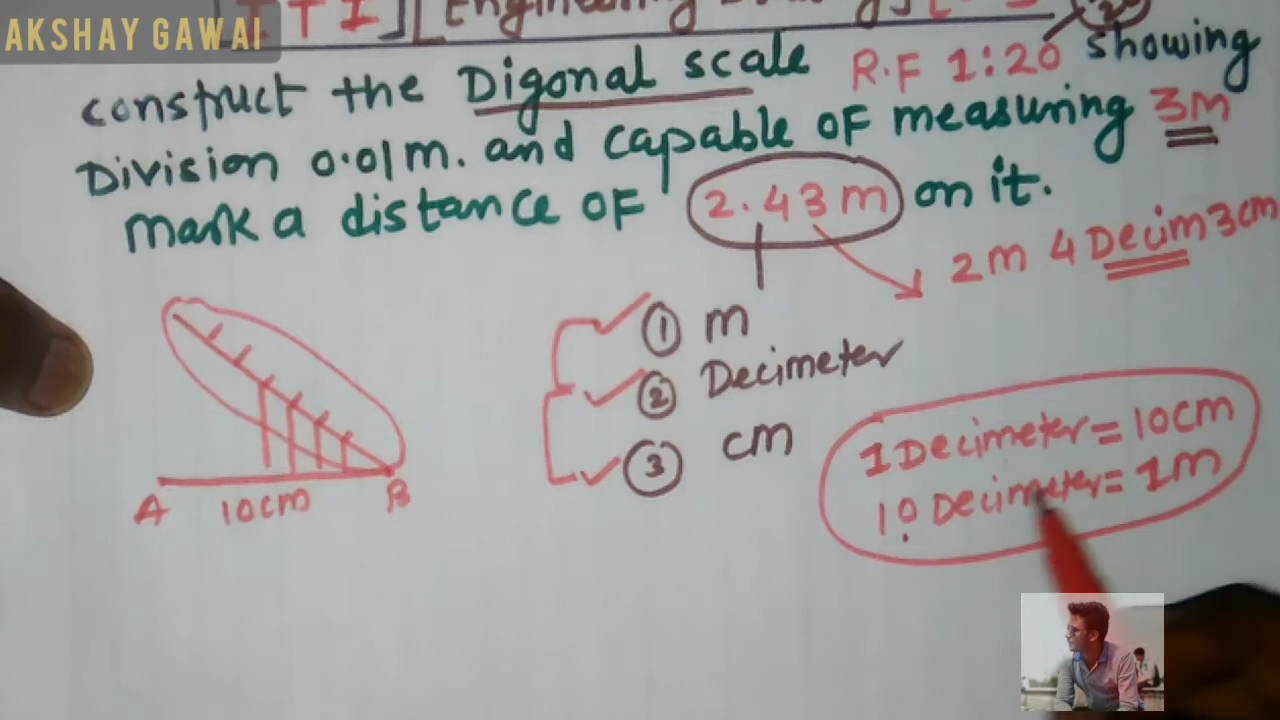 AKSHAY GAWAI
ITI] [Engineering
construct the Digonal scale R.F 1:20 showing
Division 0.01m. and capable of measuring 3m
mark a distance of 2.43m on it.
2m 4 Decim 3cm
① m
② Decimeter
③ cm
1 Decimeter = 10cm
10 Decimeter = 1m
A 10cm B